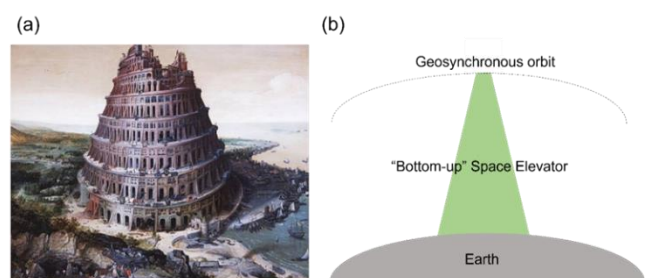 (a)
(b)
Geosynchronous orbit
“Bottom-up” Space Elevator
Earth